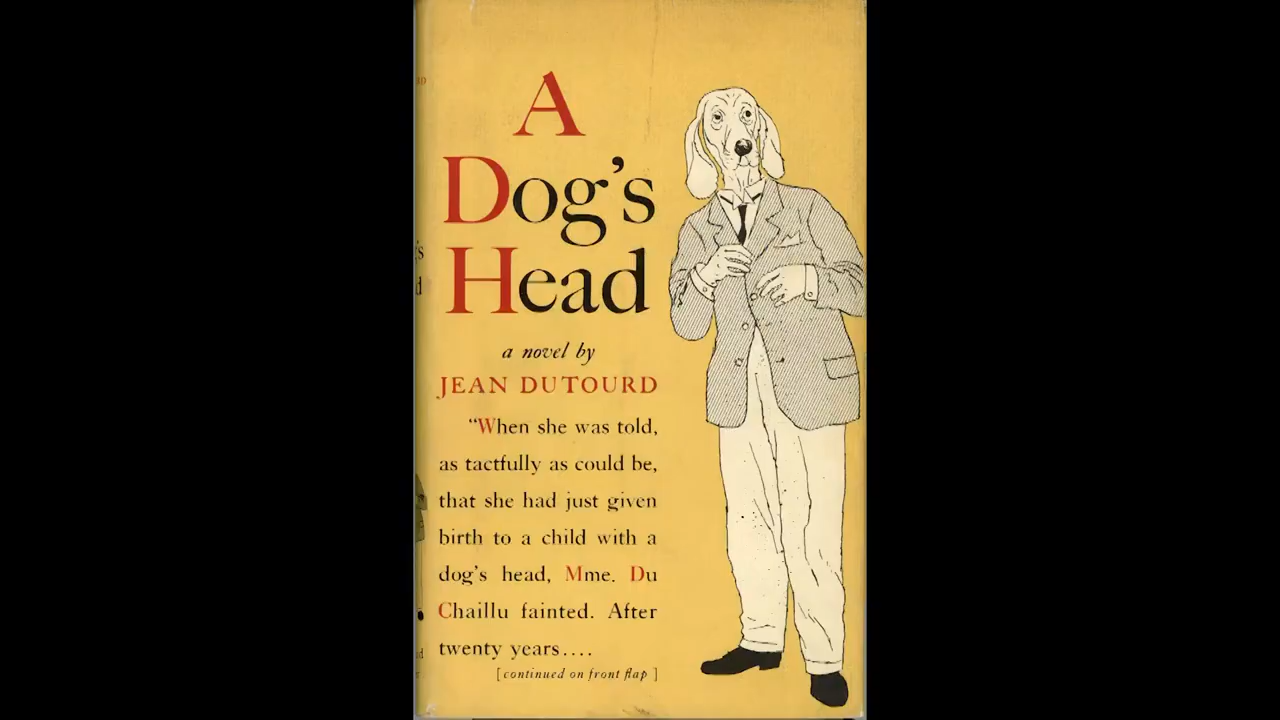 A
Dog's
Head
a novel by
JEAN DUTOURD
“When she was told,
as tactfully as could be,
that she had just given
birth to a child with a
dog's head, Mme. Du
Chaillu fainted. After
twenty years....
[continued on front flap]